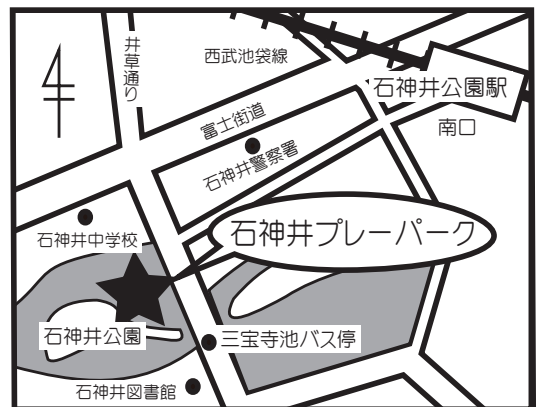 井草通り
西武池袋線
石神井公園駅
南口
富士街道
石神井警察署
石神井中学校
石神井プレーパーク
石神井公園
三宝寺池バス停
石神井図書館